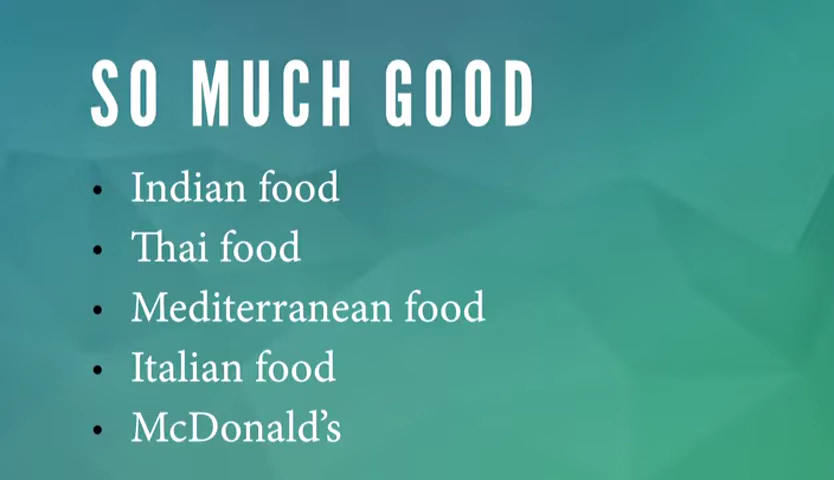 SO MUCH GOOD
• Indian food
• Thai food
• Mediterranean food
• Italian food
• McDonald’s